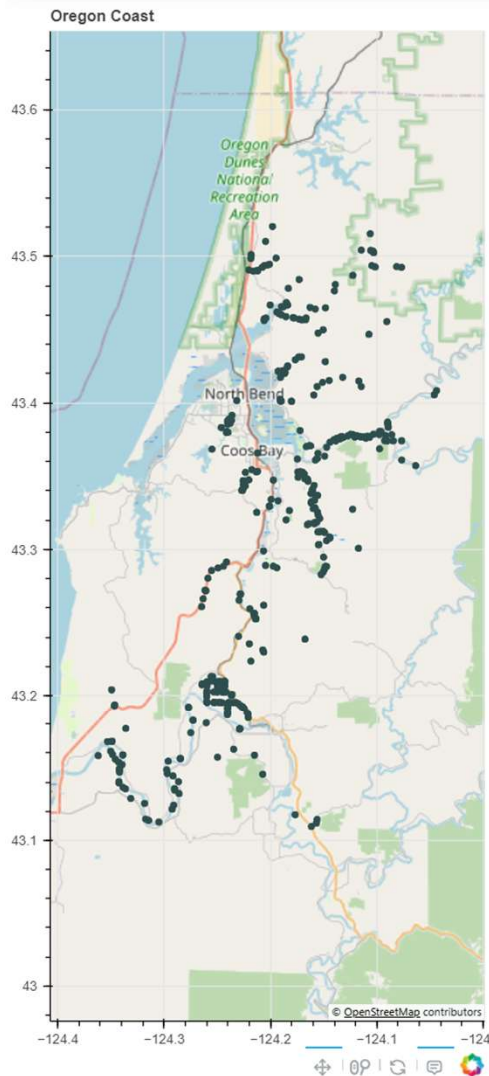 Oregon Coast
43.6
Oregon
Dunes
National
Recreation
Area
43.5
43.4
North Bend
Coos Bay
43.3
43.2
43.1
43
© OpenStreetMap contributors
−124.4 −124.3 −124.2 −124.1 −124